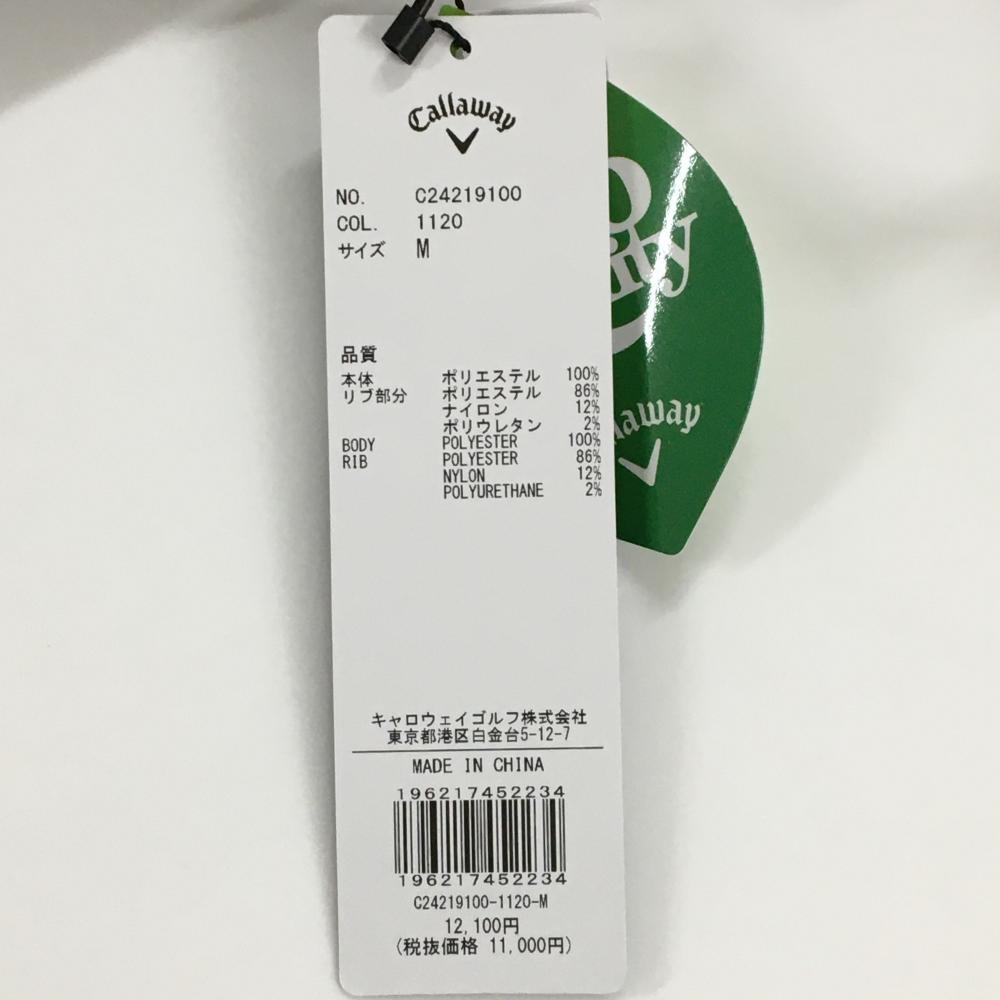 Callaway
NO. C24219100
COL. 1120
サイズ M
品質
本体 ポリエステル 100%
リブ部分 ポリエステル 86%
ナイロン 12%
ポリウレタン 2%
BODY POLYESTER 100%
RIB POLYESTER 86%
NYLON 12%
POLYURETHANE 2%
キャロウェイゴルフ株式会社
東京都港区白金台5-12-7
MADE IN CHINA
196217452234
196217452234
C24219100-1120-M
12,100円
(税抜価格 11,000円)